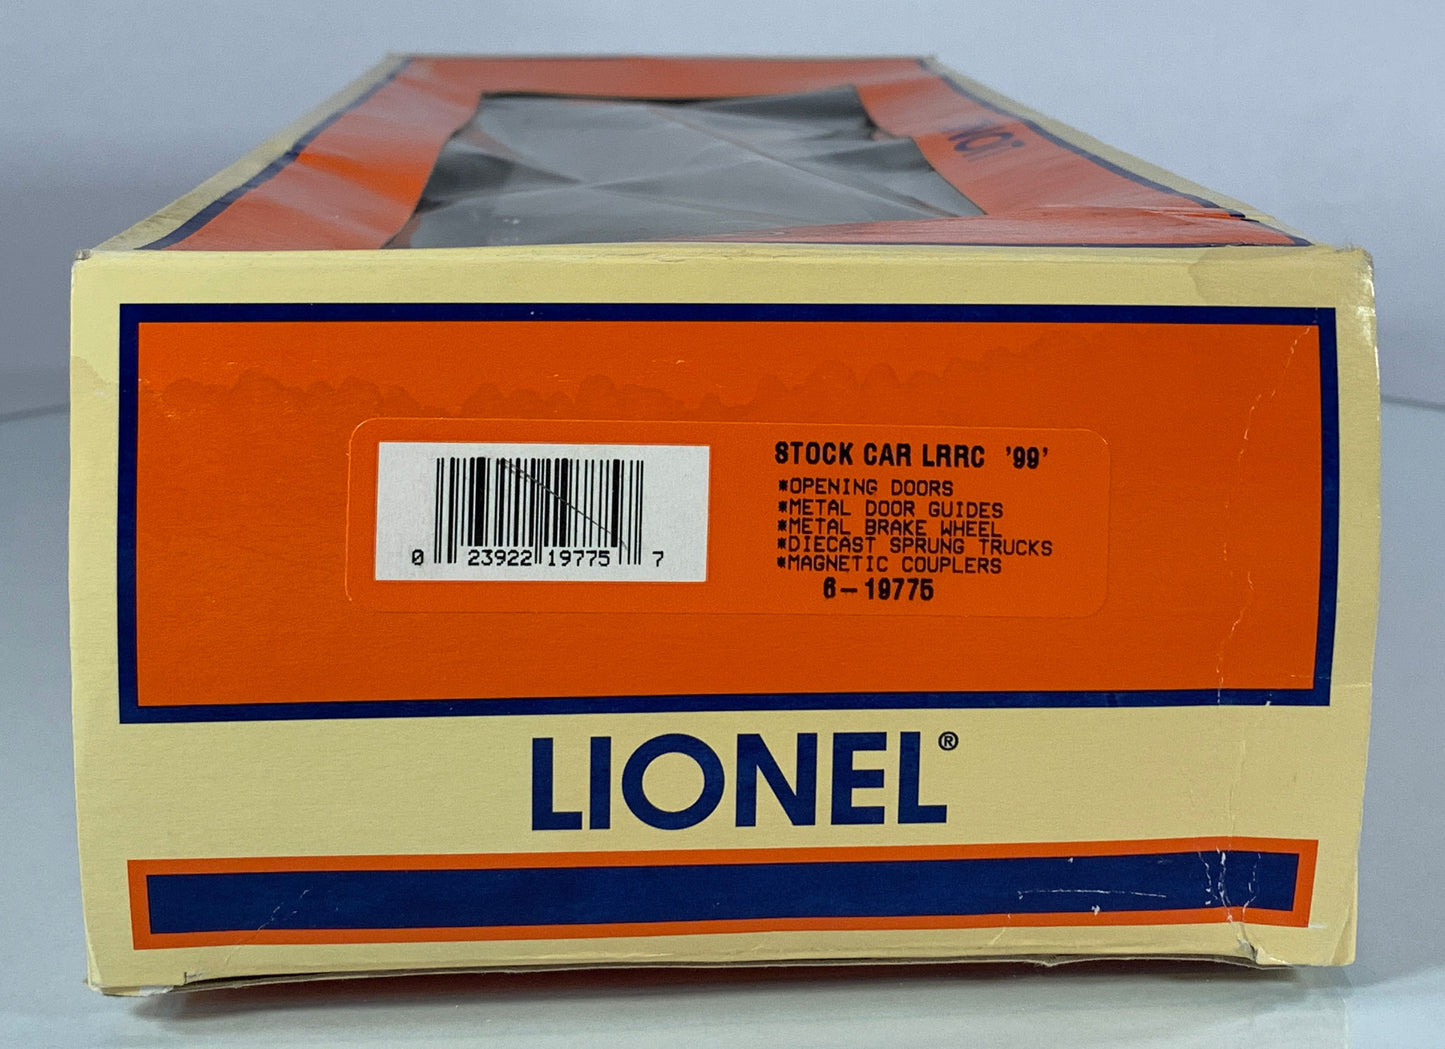 STOCK CAR LRRC '99'
*OPENING DOORS
*METAL DOOR GUIDES
*METAL BRAKE WHEEL
*DIECAST SPRUNG TRUCKS
*MAGNETIC COUPLERS
6-19775
0 23922 19775 7
LIONEL®